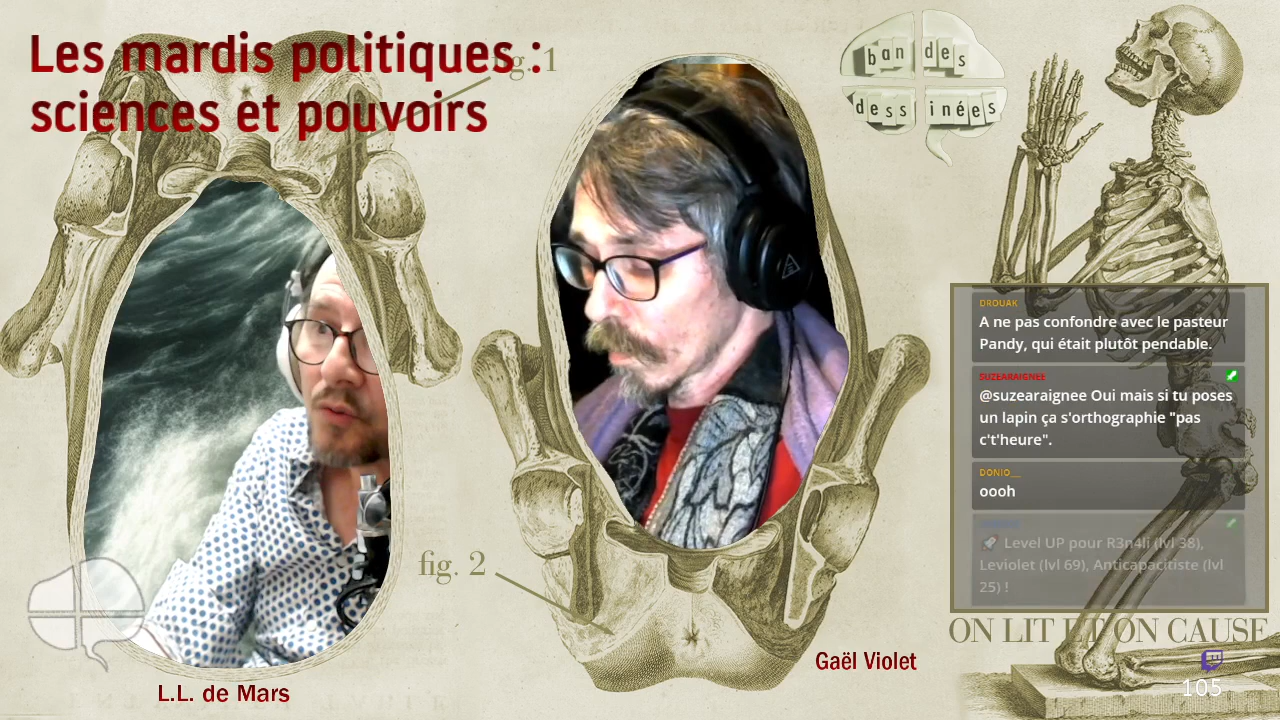 Les mardis politiques :
sciences et pouvoirs
fig. 1
ban des
dess inées
DROUAK
A ne pas confondre avec le pasteur
Pandy, qui était plutôt pendable.
SUZEARAIGNEE
@suzearaignee Oui mais si tu poses
un lapin ça s'orthographie "pas
c't'heure".
DONIO__
oooh
Level UP pour R3n4li (lvl 38),
Leviolet (lvl 69), Anticapacitiste (lvl
25) !
fig. 2
ON LIT ET ON CAUSE
105
Gaël Violet
L.L. de Mars